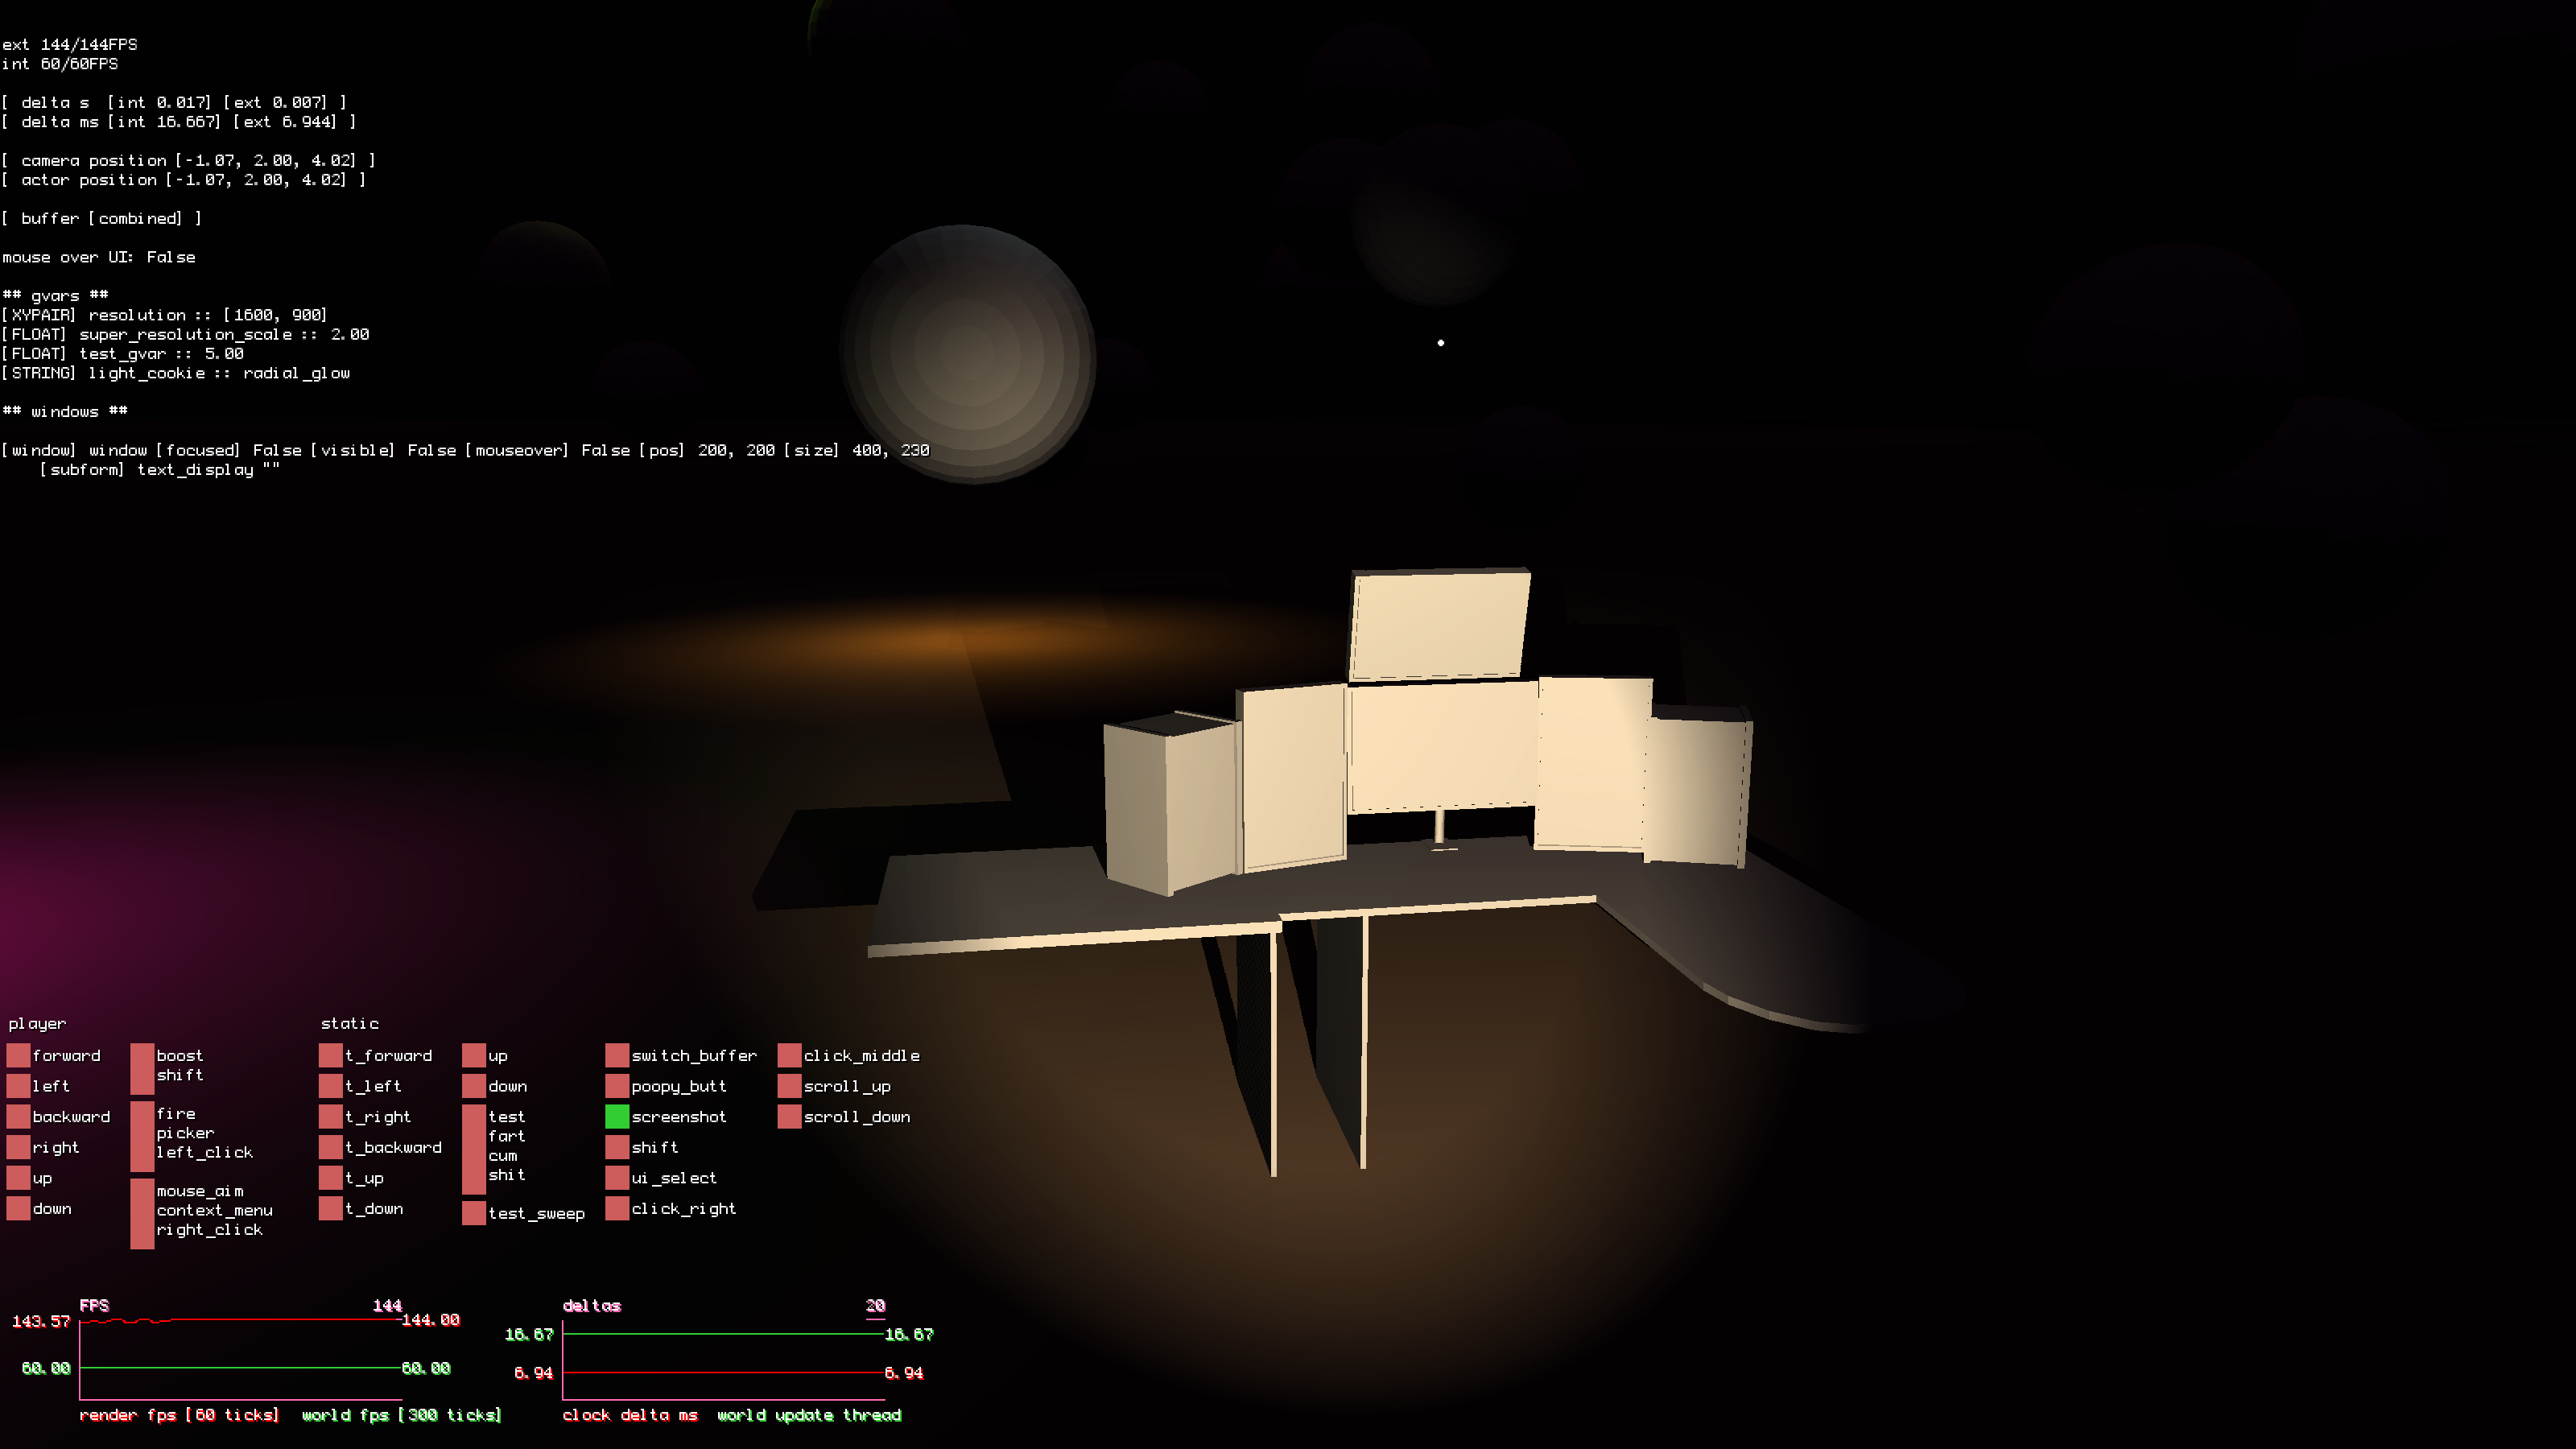 ext 144/144FPS
int 60/60FPS
[ delta s  [int 0.017] [ext 0.007] ]
[ delta ms [int 16.667] [ext 6.944] ]
[ camera position [-1.07, 2.00, 4.02] ]
[ actor position [-1.07, 2.00, 4.02] ]
[ buffer [combined] ]
mouse over UI: False
## gvars ##
[XYPAIR] resolution :: [1600, 900]
[FLOAT] super_resolution_scale :: 2.00
[FLOAT] test_gvar :: 5.00
[STRING] light_cookie :: radial_glow
## windows ##
[window] window [focused] False [visible] False [mouseover] False [pos] 200, 200 [size] 400, 230
[subform] text_display ""
player
forward
left
backward
right
up
down
boost
shift
fire
picker
left_click
mouse_aim
context_menu
right_click
static
t_forward
t_left
t_right
t_backward
t_up
t_down
up
down
test
fart
cum
shit
test_sweep
switch_buffer
poopy_butt
screenshot
shift
ui_select
click_right
click_middle
scroll_up
scroll_down
FPS 144
143.57 144.00
60.00 60.00
render fps [60 ticks] world fps [300 ticks]
deltas 20
16.67 16.67
6.94 6.94
clock delta ms world update thread